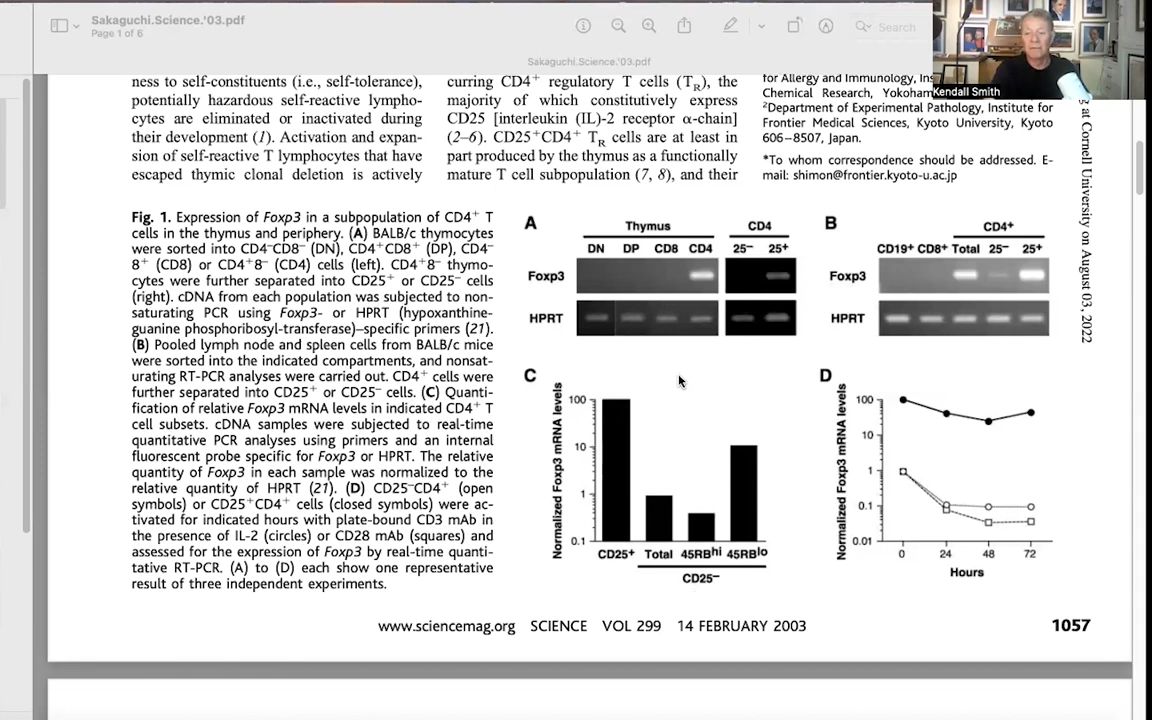 Sakaguchi.Science.'03.pdf
Page 1 of 6
Search
Sakaguchi.Science.'03.pdf
Kendall Smith
ness to self-constituents (i.e., self-tolerance),
potentially hazardous self-reactive lympho-
cytes are eliminated or inactivated during
their development (1). Activation and expan-
sion of self-reactive T lymphocytes that have
escaped thymic clonal deletion is actively
curring CD4+ regulatory T cells (TR), the
majority of which constitutively express
CD25 [interleukin (IL)-2 receptor α-chain]
(2–6). CD25+CD4+ TR cells are at least in
part produced by the thymus as a functionally
mature T cell subpopulation (7, 8), and their
for Allergy and Immunology, Ins
Chemical Research, Yokoham
2Department of Experimental Pathology, Institute for
Frontier Medical Sciences, Kyoto University, Kyoto
606–8507, Japan.
*To whom correspondence should be addressed. E-
mail: shimon@frontier.kyoto-u.ac.jp
at Cornell University on August 03, 2022
Fig. 1. Expression of Foxp3 in a subpopulation of CD4+ T
cells in the thymus and periphery. (A) BALB/c thymocytes
were sorted into CD4−CD8− (DN), CD4+CD8+ (DP), CD4−
8+ (CD8) or CD4+8− (CD4) cells (left). CD4+8− thymo-
cytes were further separated into CD25+ or CD25− cells
(right). cDNA from each population was subjected to non-
saturating PCR using Foxp3- or HPRT (hypoxanthine-
guanine phosphoribosyl-transferase)–specific primers (21).
(B) Pooled lymph node and spleen cells from BALB/c mice
were sorted into the indicated compartments, and nonsat-
urating RT-PCR analyses were carried out. CD4+ cells were
further separated into CD25+ or CD25− cells. (C) Quanti-
fication of relative Foxp3 mRNA levels in indicated CD4+ T
cell subsets. cDNA samples were subjected to real-time
quantitative PCR analyses using primers and an internal
fluorescent probe specific for Foxp3 or HPRT. The relative
quantity of Foxp3 in each sample was normalized to the
relative quantity of HPRT (21). (D) CD25−CD4+ (open
symbols) or CD25+CD4+ cells (closed symbols) were ac-
tivated for indicated hours with plate-bound CD3 mAb in
the presence of IL-2 (circles) or CD28 mAb (squares) and
assessed for the expression of Foxp3 by real-time quanti-
tative RT-PCR. (A) to (D) each show one representative
result of three independent experiments.
A
Thymus CD4
DN DP CD8 CD4 25− 25+
Foxp3
HPRT
B
CD4+
CD19+ CD8+ Total 25− 25+
Foxp3
HPRT
C
Normalized Foxp3 mRNA levels
100
10
1
0.1
CD25+ Total 45RBhi 45RBlo
CD25−
D
Normalized Foxp3 mRNA levels
100
10
1
0.1
0.01
0 24 48 72
Hours
www.sciencemag.org SCIENCE VOL 299 14 FEBRUARY 2003 1057